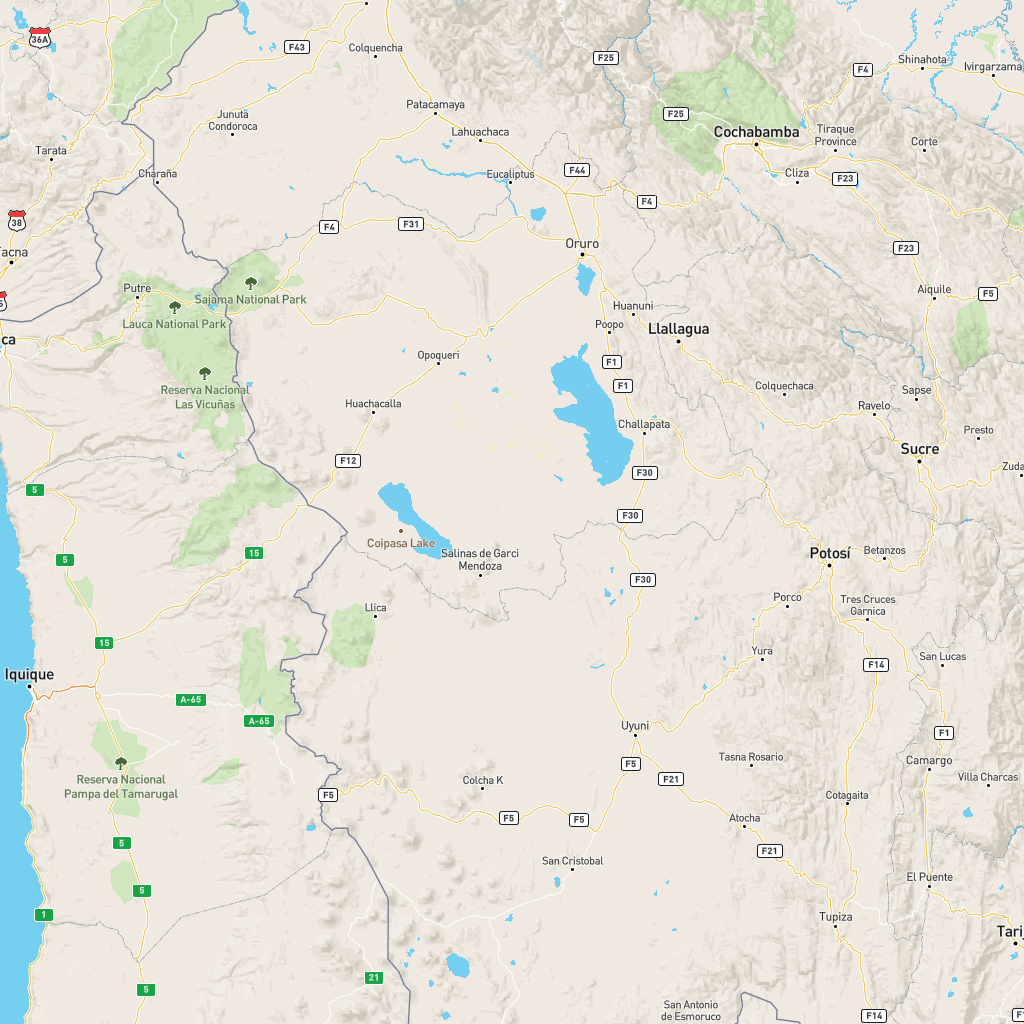 36A
F43
Colquencha
F25
Shinahota
F4
Ivirgarzama
Patacamaya
Junuta
Condoroca
F25
Lahuachaca
Cochabamba
Tiraque
Province
Corte
Tarata
Charaña
Eucaliptus
F44
Cliza
F23
F4
38
F4
F31
Oruro
F23
Putre
Sajama National Park
Aiquile
F5
Lauca National Park
Huanuni
Poopo
Llallagua
Opoqueri
F1
Reserva Nacional
Las Vicuñas
F1
Colquechaca
Sapse
Huachacalla
Ravelo
Challapata
Presto
Sucre
F12
F30
5
F30
Coipasa Lake
15
Salinas de Garci
Mendoza
Potosí
Betanzos
5
F30
Llica
Porco
Tres Cruces
Garnica
15
Yura
San Lucas
F14
Iquique
A-65
A-65
Uyuni
F1
Reserva Nacional
Pampa del Tamarugal
F5
Tasna Rosario
Camargo
Colcha K
F21
Villa Charcas
F5
Cotagaita
F5
F5
Atocha
5
F21
San Cristobal
El Puente
5
1
Tupiza
21
5
San Antonio
de Esmoruco
F14